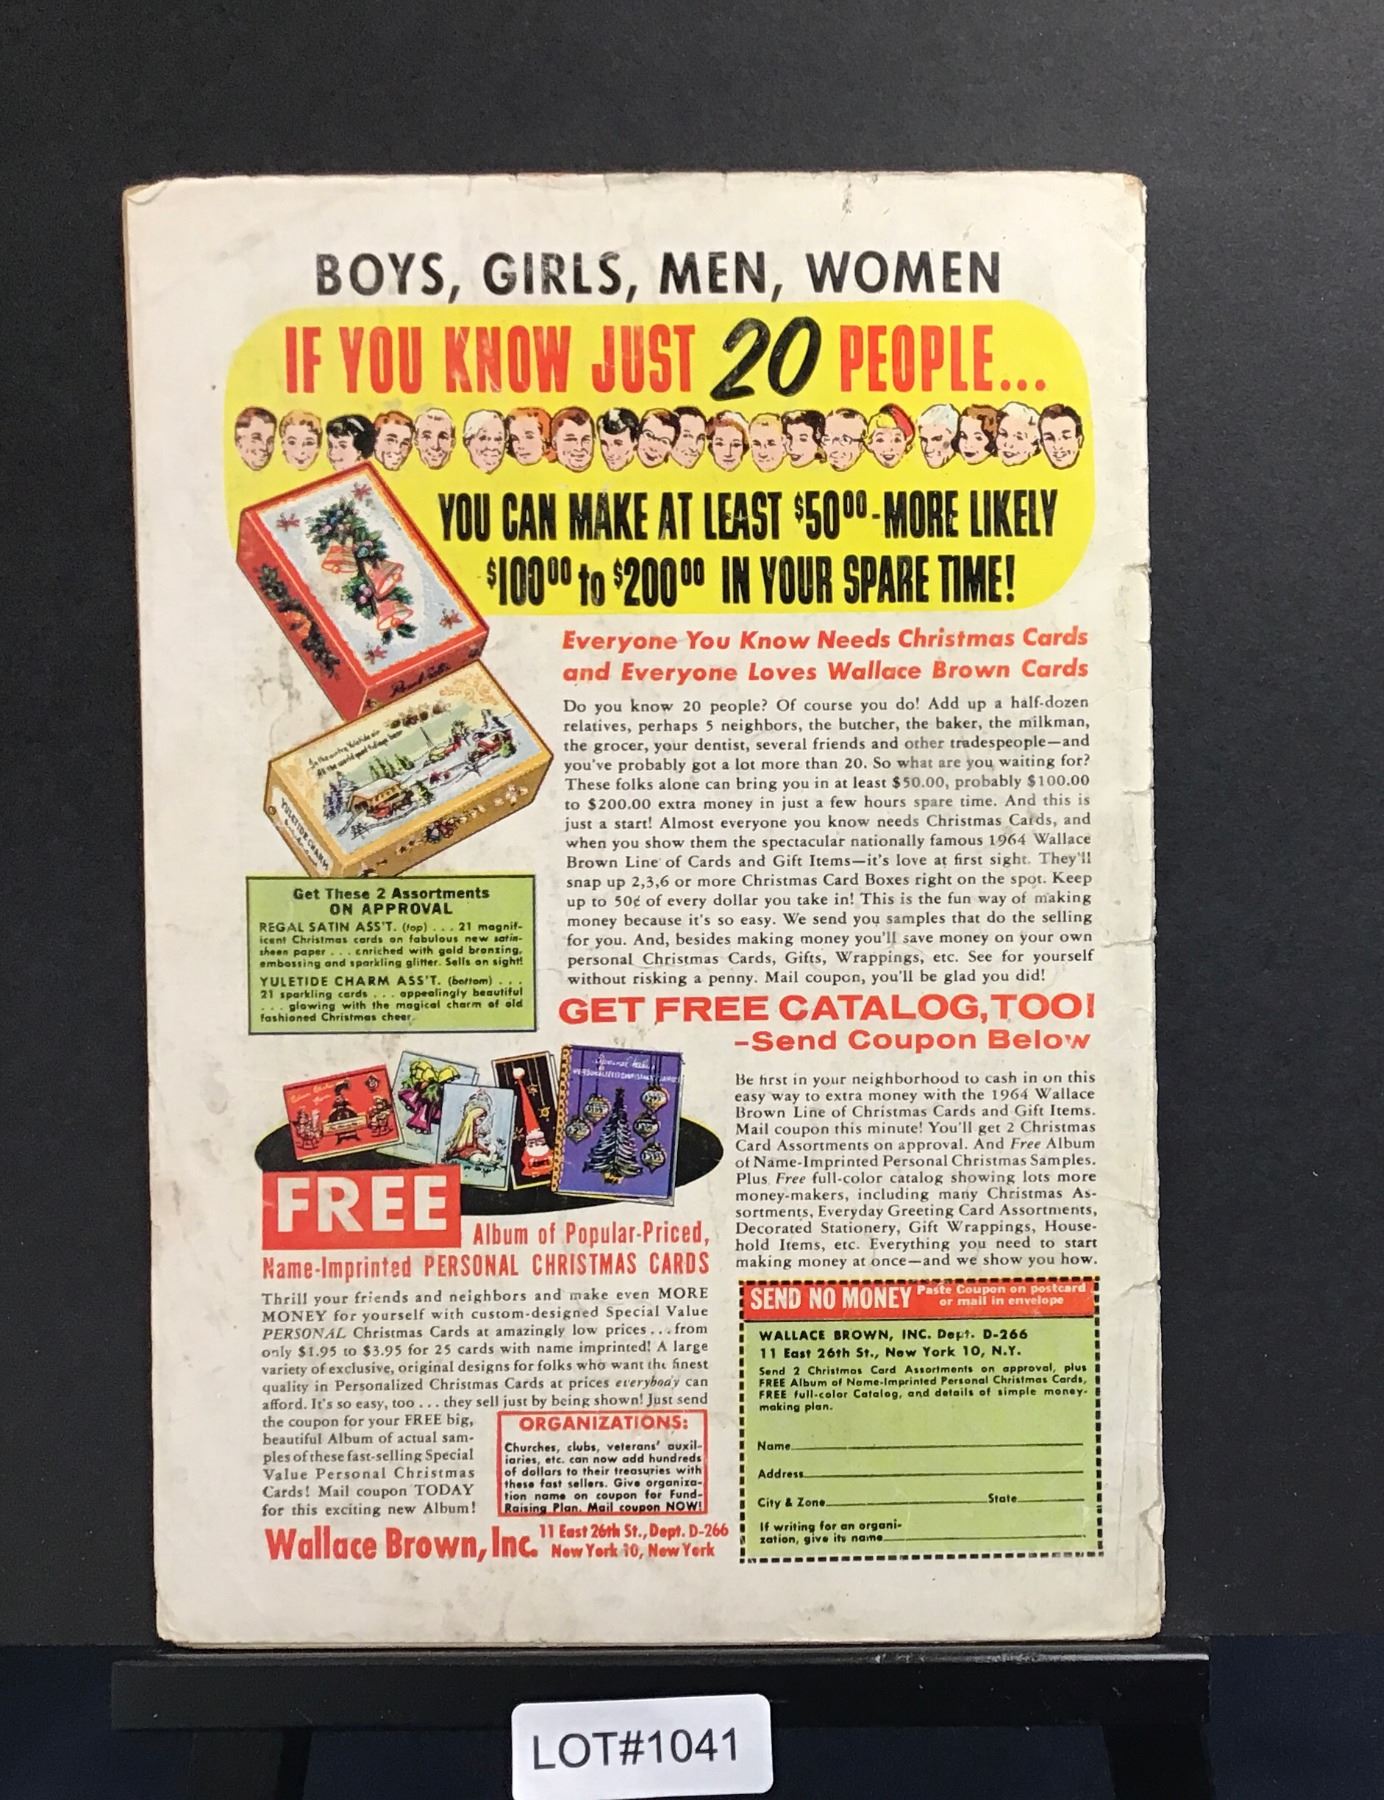 BOYS, GIRLS, MEN, WOMEN
IF YOU KNOW JUST 20 PEOPLE...
YOU CAN MAKE AT LEAST $50⁰⁰-MORE LIKELY
$100⁰⁰ to $200⁰⁰ IN YOUR SPARE TIME!
Everyone You Know Needs Christmas Cards
and Everyone Loves Wallace Brown Cards
Do you know 20 people? Of course you do! Add up a half-dozen
relatives, perhaps 5 neighbors, the butcher, the baker, the milkman,
the grocer, your dentist, several friends and other tradespeople—and
you've probably got a lot more than 20. So what are you waiting for?
These folks alone can bring you in at least $50.00, probably $100.00
to $200.00 extra money in just a few hours spare time. And this is
just a start! Almost everyone you know needs Christmas Cards, and
when you show them the spectacular nationally famous 1964 Wallace
Brown Line of Cards and Gift Items—it's love at first sight. They'll
snap up 2,3,6 or more Christmas Card Boxes right on the spot. Keep
up to 50¢ of every dollar you take in! This is the fun way of making
money because it's so easy. We send you samples that do the selling
for you. And, besides making money you'll save money on your own
personal Christmas Cards, Gifts, Wrappings, etc. See for yourself
without risking a penny. Mail coupon, you'll be glad you did!
YULETIDE CHARM
Get These 2 Assortments
ON APPROVAL
REGAL SATIN ASS'T. (top) . . . 21 magnif-
icent Christmas cards on fabulous new satin-
sheen paper . . . enriched with gold bronzing,
embossing and sparkling glitter. Sells on sight!
YULETIDE CHARM ASS'T. (bottom) . . .
21 sparkling cards . . . appealingly beautiful
. . . glowing with the magical charm of old
fashioned Christmas cheer.
GET FREE CATALOG, TOO!
–Send Coupon Below
Be first in your neighborhood to cash in on this
easy way to extra money with the 1964 Wallace
Brown Line of Christmas Cards and Gift Items.
Mail coupon this minute! You'll get 2 Christmas
Card Assortments on approval. And Free Album
of Name-Imprinted Personal Christmas Samples.
Plus Free full-color catalog showing lots more
money-makers, including many Christmas As-
sortments, Everyday Greeting Card Assortments,
Decorated Stationery, Gift Wrappings, House-
hold Items, etc. Everything you need to start
making money at once—and we show you how.
FREE
Album of Popular-Priced,
Name-Imprinted PERSONAL CHRISTMAS CARDS
Thrill your friends and neighbors and make even MORE
MONEY for yourself with custom-designed Special Value
PERSONAL Christmas Cards at amazingly low prices . . . from
only $1.95 to $3.95 for 25 cards with name imprinted! A large
variety of exclusive, original designs for folks who want the finest
quality in Personalized Christmas Cards at prices everybody can
afford. It's so easy, too . . . they sell just by being shown! Just send
the coupon for your FREE big,
beautiful Album of actual sam-
ples of these fast-selling Special
Value Personal Christmas
Cards! Mail coupon TODAY
for this exciting new Album!
ORGANIZATIONS:
Churches, clubs, veterans' auxil-
iaries, etc. can now add hundreds
of dollars to their treasuries with
these fast sellers. Give organiza-
tion name on coupon for Fund-
Raising Plan. Mail coupon NOW!
Wallace Brown, Inc. 11 East 26th St., Dept. D-266
New York 10, New York
SEND NO MONEY Paste Coupon on postcard
or mail in envelope
WALLACE BROWN, INC. Dept. D-266
11 East 26th St., New York 10, N.Y.
Send 2 Christmas Card Assortments on approval, plus
FREE Album of Name-Imprinted Personal Christmas Cards,
FREE full-color Catalog, and details of simple money-
making plan.
Name
Address
City & Zone State
If writing for an organi-
zation, give its name
LOT#1041